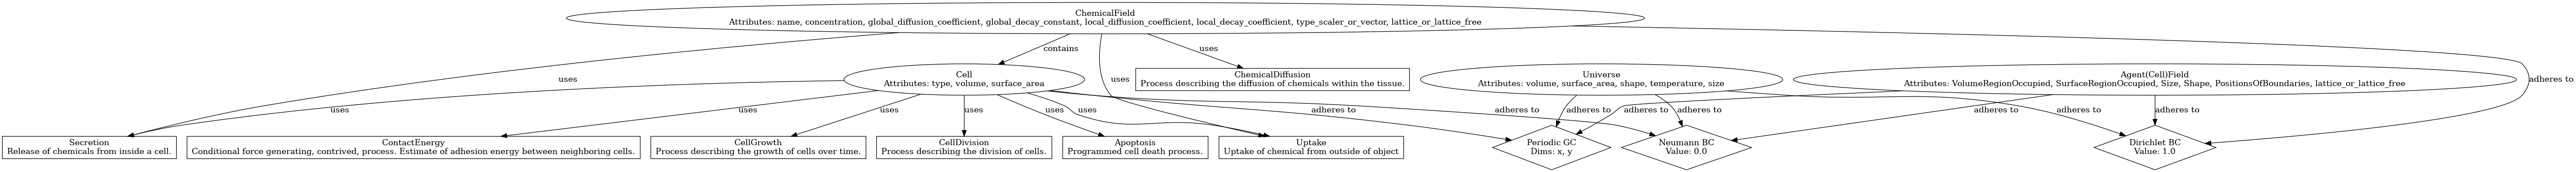 ChemicalField
Attributes: name, concentration, global_diffusion_coefficient, global_decay_constant, local_diffusion_coefficient, local_decay_coefficient, type_scaler_or_vector, lattice_or_lattice_free
contains
uses
uses
uses
adheres to
Cell
Attributes: type, volume, surface_area
ChemicalDiffusion
Process describing the diffusion of chemicals within the tissue.
Universe
Attributes: volume, surface_area, shape, temperature, size
Agent(Cell)Field
Attributes: VolumeRegionOccupied, SurfaceRegionOccupied, Size, Shape, PositionsOfBoundaries, lattice_or_lattice_free
uses
uses
uses
uses
uses
uses
adheres to
adheres to
adheres to
adheres to
adheres to
adheres to
adheres to
adheres to
Secretion
Release of chemicals from inside a cell.
ContactEnergy
Conditional force generating, contrived, process. Estimate of adhesion energy between neighboring cells.
CellGrowth
Process describing the growth of cells over time.
CellDivision
Process describing the division of cells.
Apoptosis
Programmed cell death process.
Uptake
Uptake of chemical from outside of object
Periodic GC
Dims: x, y
Neumann BC
Value: 0.0
Dirichlet BC
Value: 1.0